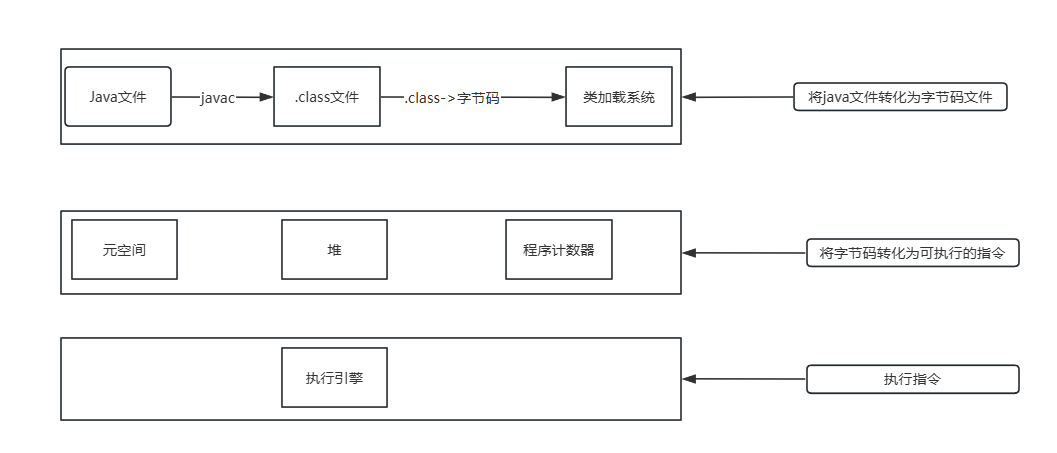 Java文件
javac
.class文件
.class->字节码
类加载系统
将java文件转化为字节码文件
元空间
堆
程序计数器
将字节码转化为可执行的指令
执行引擎
执行指令